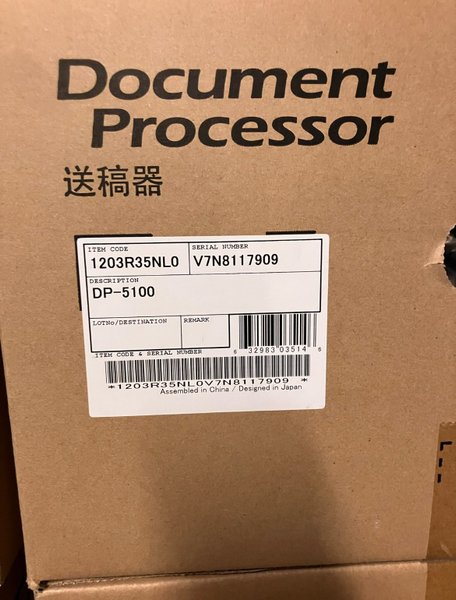 Document
Processor
送稿器
ITEM CODE
1203R35NL0
SERIAL NUMBER
V7N8117909
DESCRIPTION
DP-5100
LOTNo/DESTINATION
REMARK
ITEM CODE & SERIAL NUMBER
6 32983 03514 6
*1203R35NL0V7N8117909*
Assembled in China / Designed in Japan